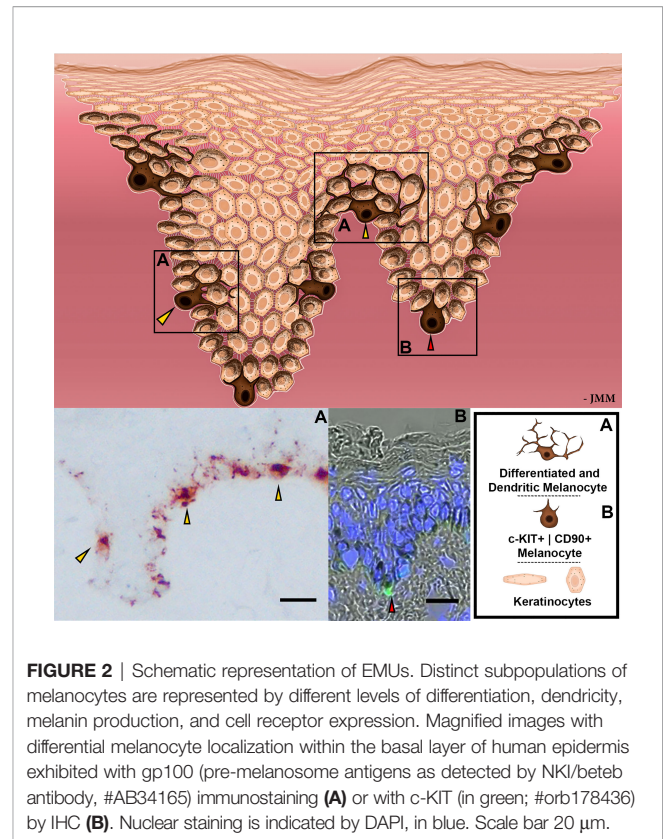 A
A
B
- JMM
A
B
A
Differentiated and
Dendritic Melanocyte
B
c-KIT+ | CD90+
Melanocyte
Keratinocytes
FIGURE 2 | Schematic representation of EMUs. Distinct subpopulations of
melanocytes are represented by different levels of differentiation, dendricity,
melanin production, and cell receptor expression. Magnified images with
differential melanocyte localization within the basal layer of human epidermis
exhibited with gp100 (pre-melanosome antigens as detected by NKI/beteb
antibody, #AB34165) immunostaining (A) or with c-KIT (in green; #orb178436)
by IHC (B). Nuclear staining is indicated by DAPI, in blue. Scale bar 20 μm.